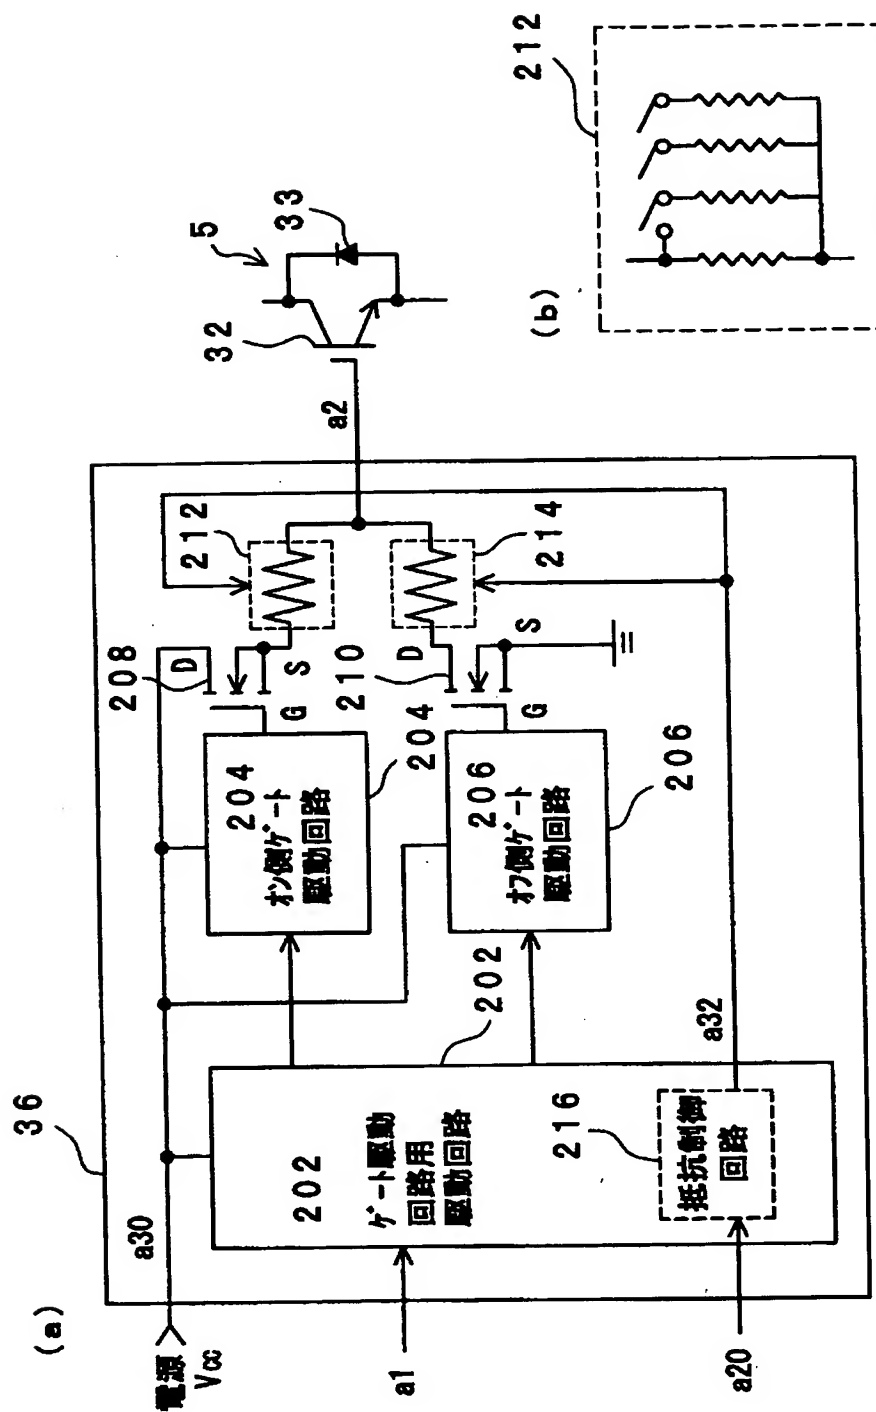 (a)
36
電源
Vcc
a30
a1
a20
202
ゲート駆動
回路用
駆動回路
202
216
抵抗制御
回路
a32
204
オン側ゲート
駆動回路
204
206
オフ側ゲート
駆動回路
206
208
D
G
S
210
D
G
S
212
214
a2
32
5
33
(b)
212